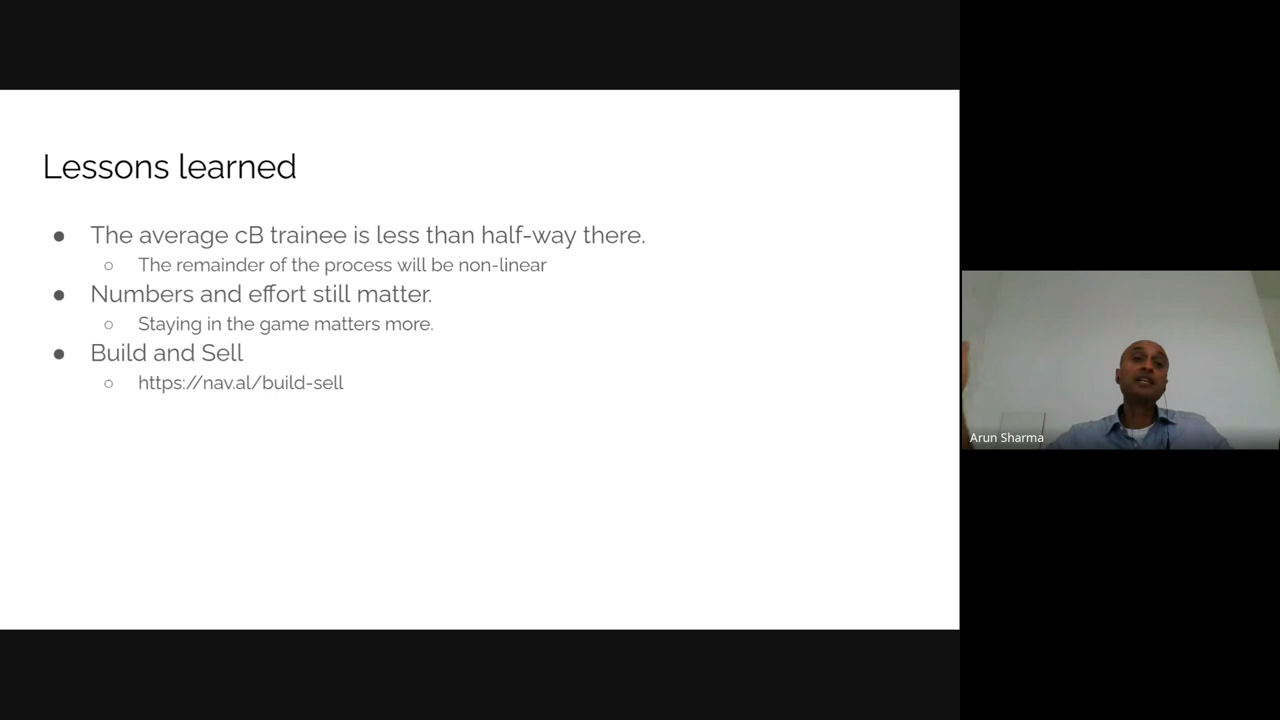 Lessons learned
● The average cB trainee is less than half-way there.
○ The remainder of the process will be non-linear
● Numbers and effort still matter.
○ Staying in the game matters more.
● Build and Sell
○ https://nav.al/build-sell
Arun Sharma